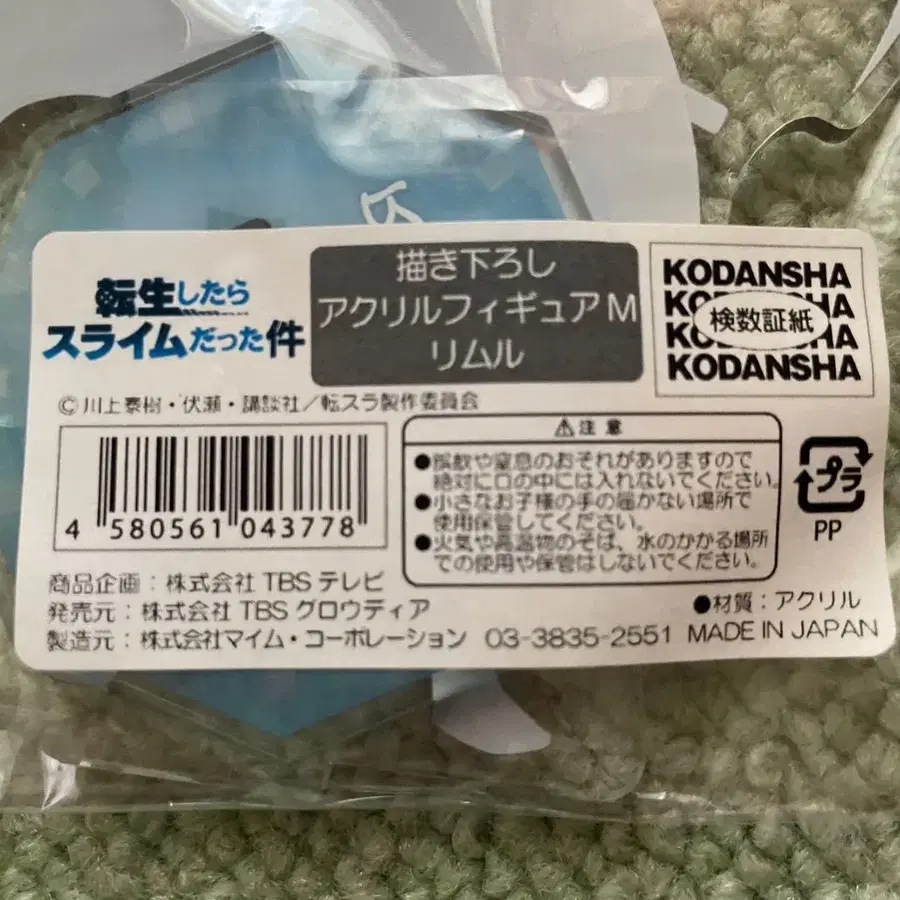 転生したら
スライムだった件
描き下ろし
アクリルフィギュアM
リムル
KODANSHA
KODANSHA
KODANSHA
KODANSHA
検数証紙
©川上泰樹・伏瀬・講談社/転スラ製作委員会
4 580561 043778
⚠注意
●誤飲や窒息のおそれがありますので
絶対に口の中には入れないでください。
●小さなお子様の手の届かない場所で
使用保管してください。
●火気や高温物のそば、水のかかる場所
での使用や保管はしないでください。
プラ
PP
商品企画:株式会社TBSテレビ
発売元:株式会社TBSグロウディア
製造元:株式会社マイム・コーポレーション 03-3835-2551
●材質:アクリル
MADE IN JAPAN